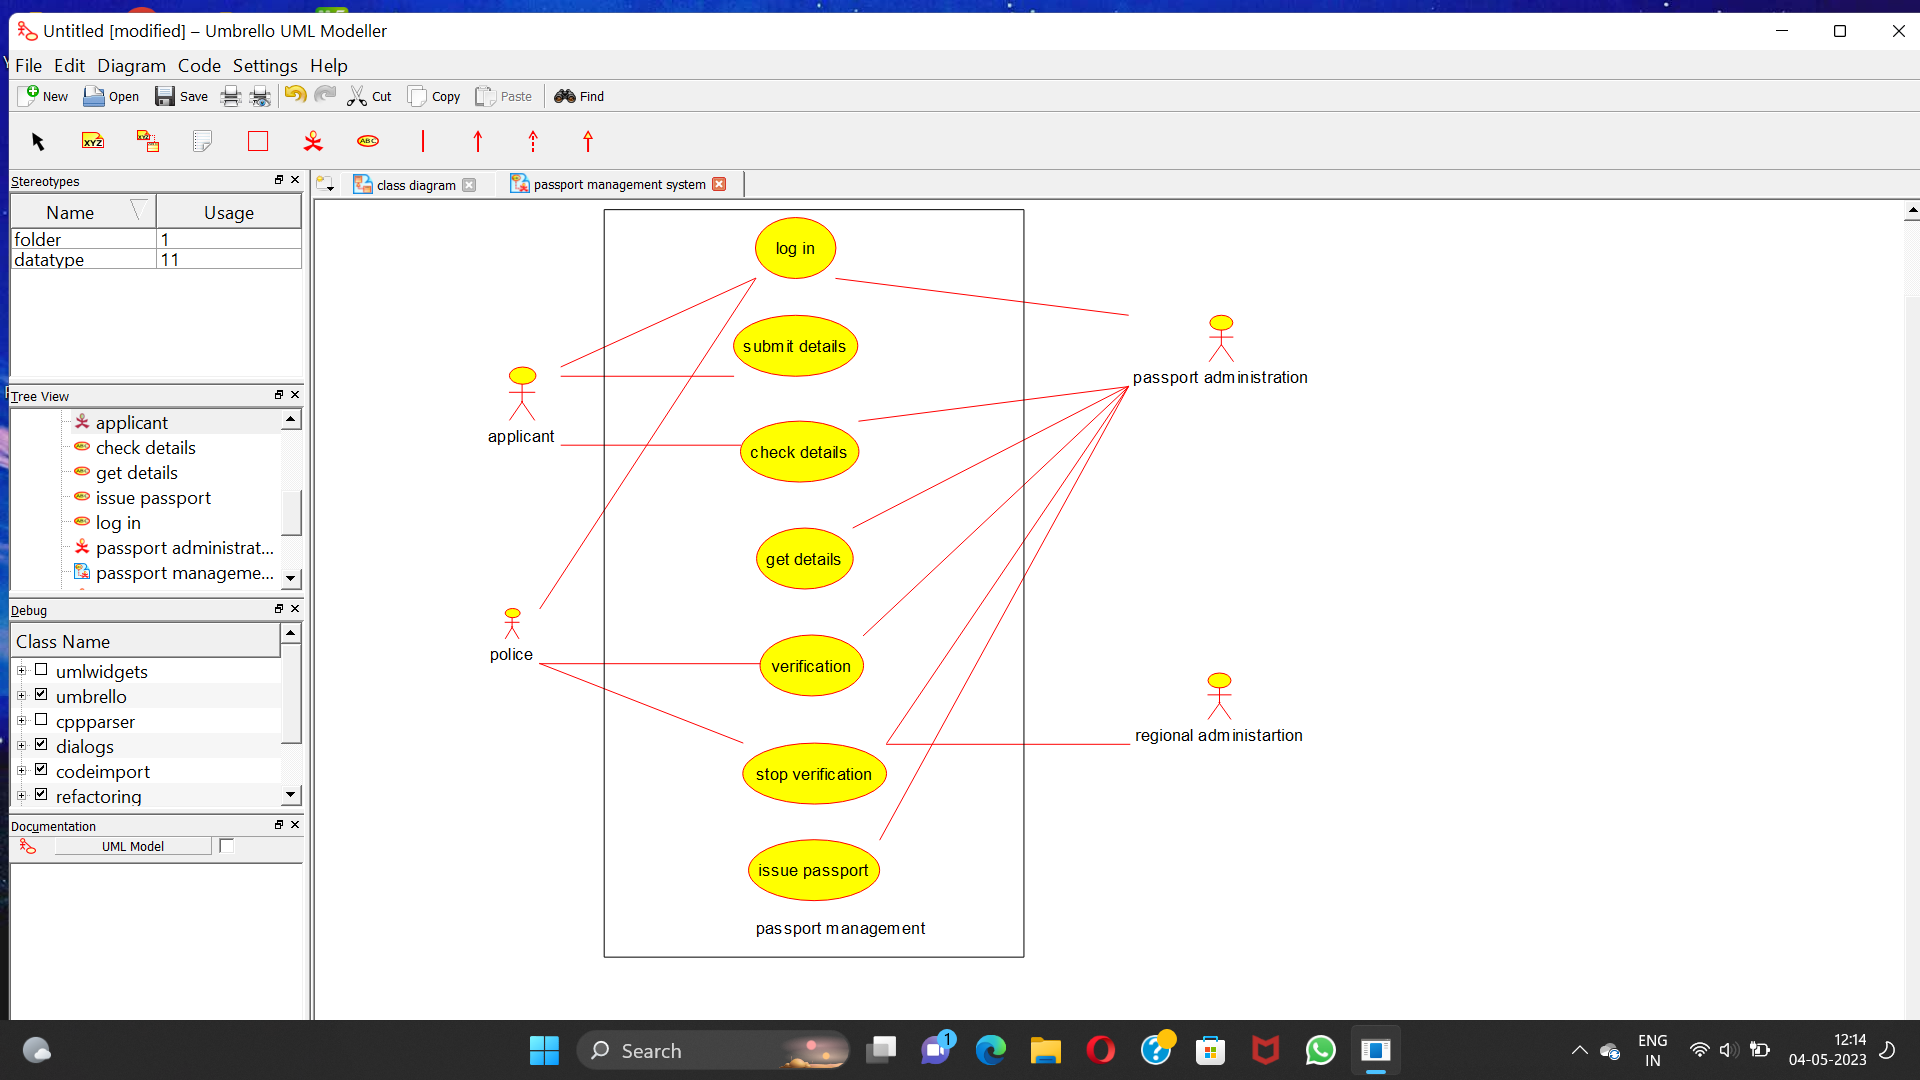 Untitled [modified] – Umbrello UML Modeller
File Edit Diagram Code Settings Help
New Open Save Cut Copy Paste Find
XYZ XYZ ABC
Stereotypes
Name Usage
folder 1
datatype 11
Tree View
applicant
check details
get details
issue passport
log in
passport administrat...
passport manageme...
Debug
Class Name
umlwidgets
umbrello
cppparser
dialogs
codeimport
refactoring
Documentation
UML Model
class diagram
passport management system
log in
submit details
passport administration
applicant
check details
get details
police
verification
regional administartion
stop verification
issue passport
passport management
Search
1
ENG
IN
12:14
04-05-2023